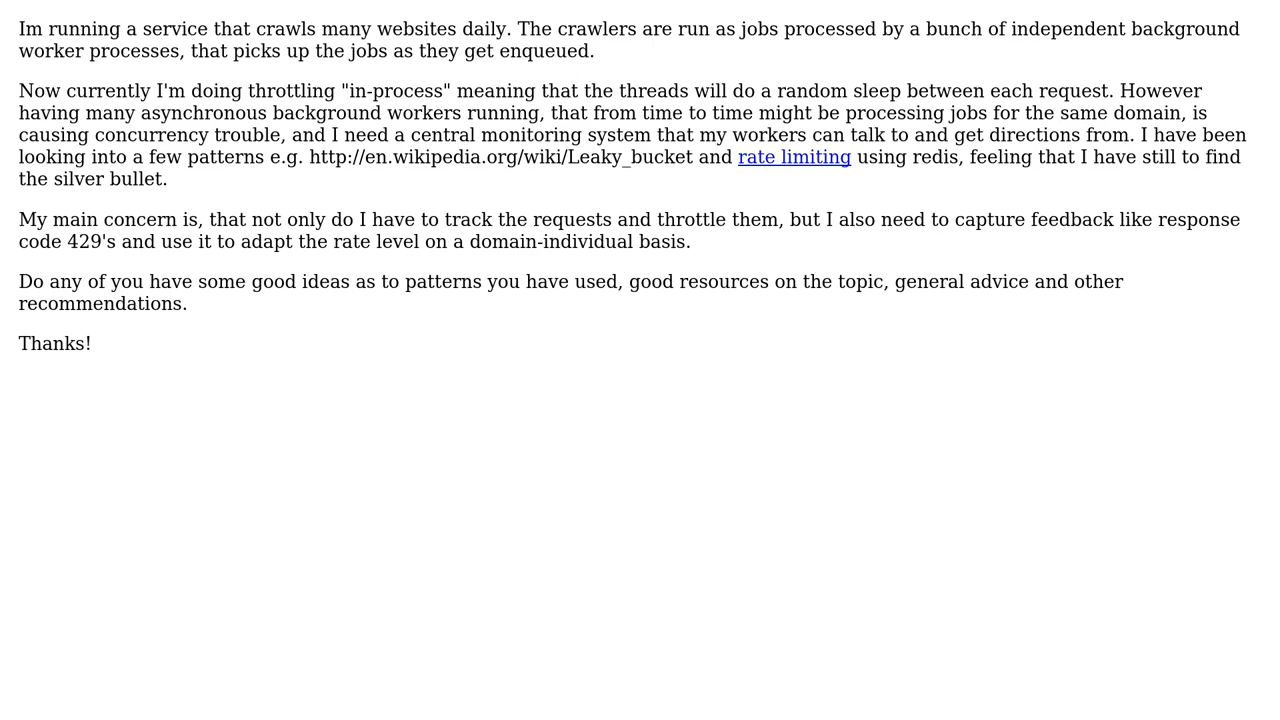 Im running a service that crawls many websites daily. The crawlers are run as jobs processed by a bunch of independent background
worker processes, that picks up the jobs as they get enqueued.
Now currently I'm doing throttling "in-process" meaning that the threads will do a random sleep between each request. However
having many asynchronous background workers running, that from time to time might be processing jobs for the same domain, is
causing concurrency trouble, and I need a central monitoring system that my workers can talk to and get directions from. I have been
looking into a few patterns e.g. http://en.wikipedia.org/wiki/Leaky_bucket and rate limiting using redis, feeling that I have still to find
the silver bullet.
My main concern is, that not only do I have to track the requests and throttle them, but I also need to capture feedback like response
code 429's and use it to adapt the rate level on a domain-individual basis.
Do any of you have some good ideas as to patterns you have used, good resources on the topic, general advice and other
recommendations.
Thanks!